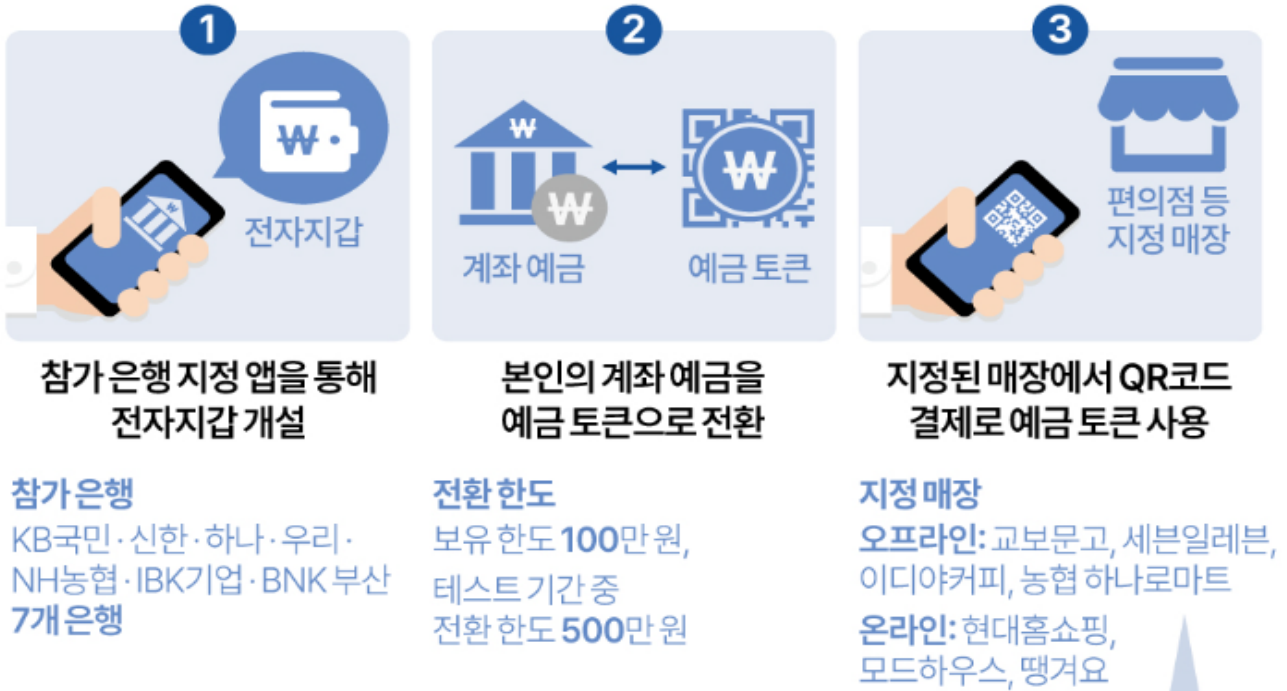 1
전자지갑
참가 은행 지정 앱을 통해
전자지갑 개설
참가 은행
KB국민·신한·하나·우리·
NH농협·IBK기업·BNK 부산
7개 은행
2
₩
₩
₩
계좌 예금
예금 토큰
본인의 계좌 예금을
예금 토큰으로 전환
전환 한도
보유 한도 100만 원,
테스트 기간 중
전환 한도 500만 원
3
편의점 등
지정 매장
지정된 매장에서 QR코드
결제로 예금 토큰 사용
지정 매장
오프라인: 교보문고, 세븐일레븐,
이디야커피, 농협 하나로마트
온라인: 현대홈쇼핑,
모드하우스, 땡겨요